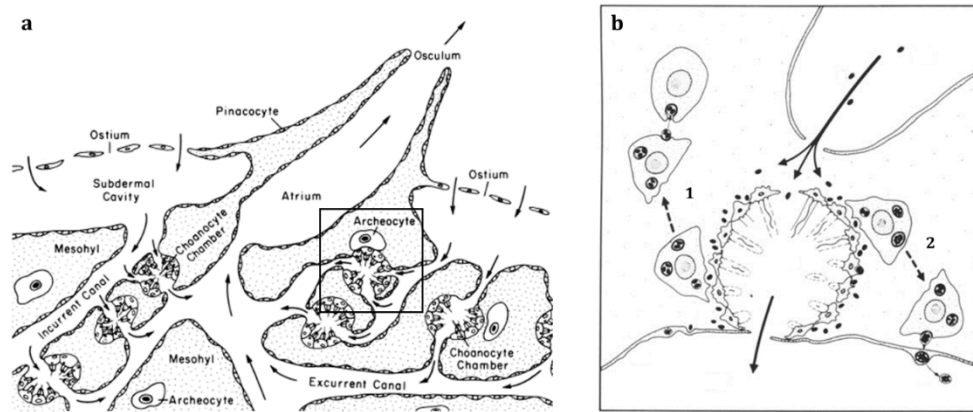 a
Osculum
Pinacocyte
Ostium
Subdermal
Cavity
Choanocyte
Chamber
Atrium
Ostium
Archeocyte
Mesohyl
Incurrent Canal
Mesohyl
Archeocyte
Choanocyte
Chamber
Excurrent Canal
b
1
2